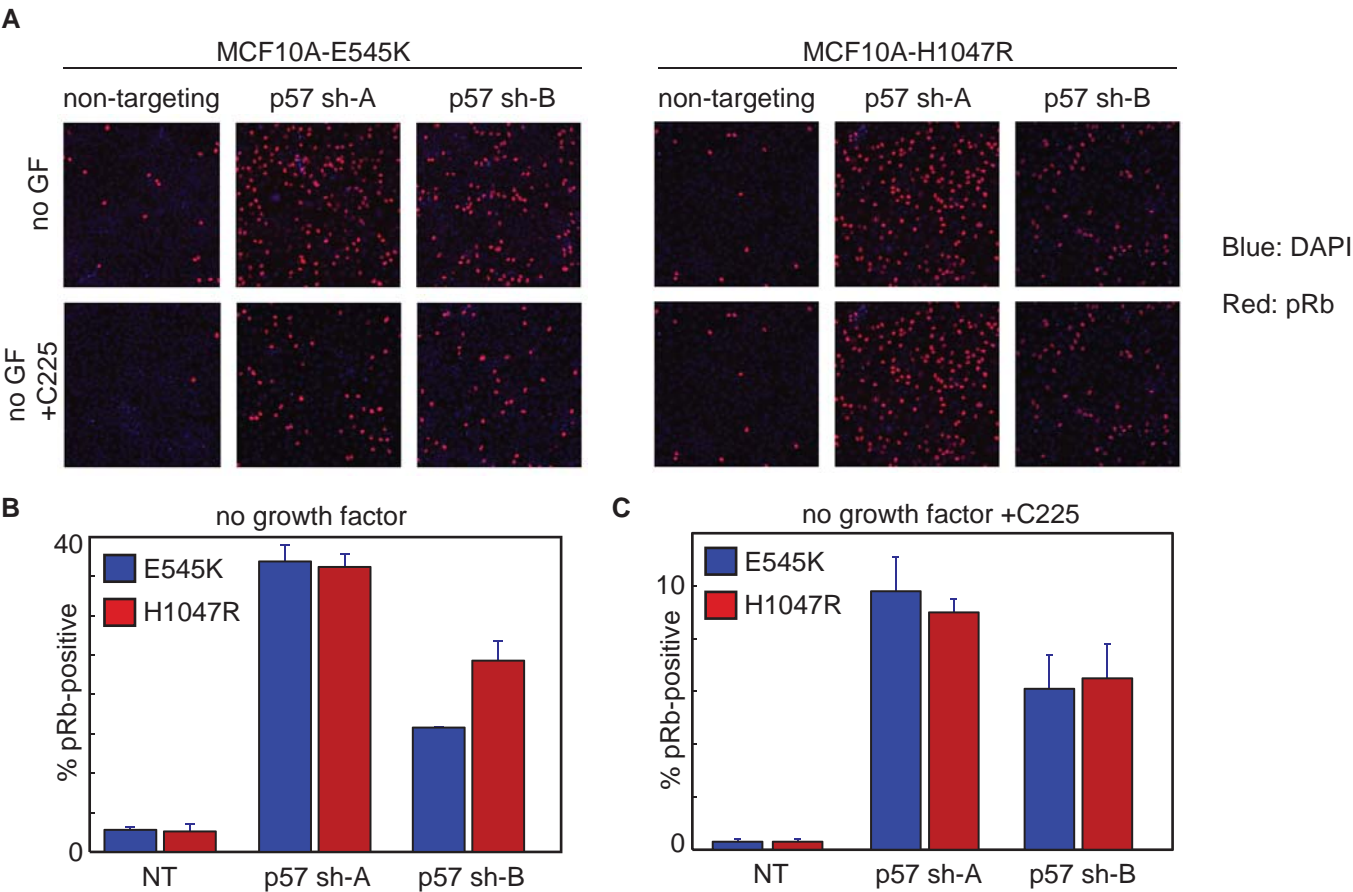 A
MCF10A-E545K
MCF10A-H1047R
non-targeting p57 sh-A p57 sh-B
non-targeting p57 sh-A p57 sh-B
no GF
no GF
+C225
Blue: DAPI
Red: pRb
B
no growth factor
40
E545K
H1047R
% pRb-positive
0
NT p57 sh-A p57 sh-B
C
no growth factor +C225
E545K
10
H1047R
% pRb-positive
0
NT p57 sh-A p57 sh-B